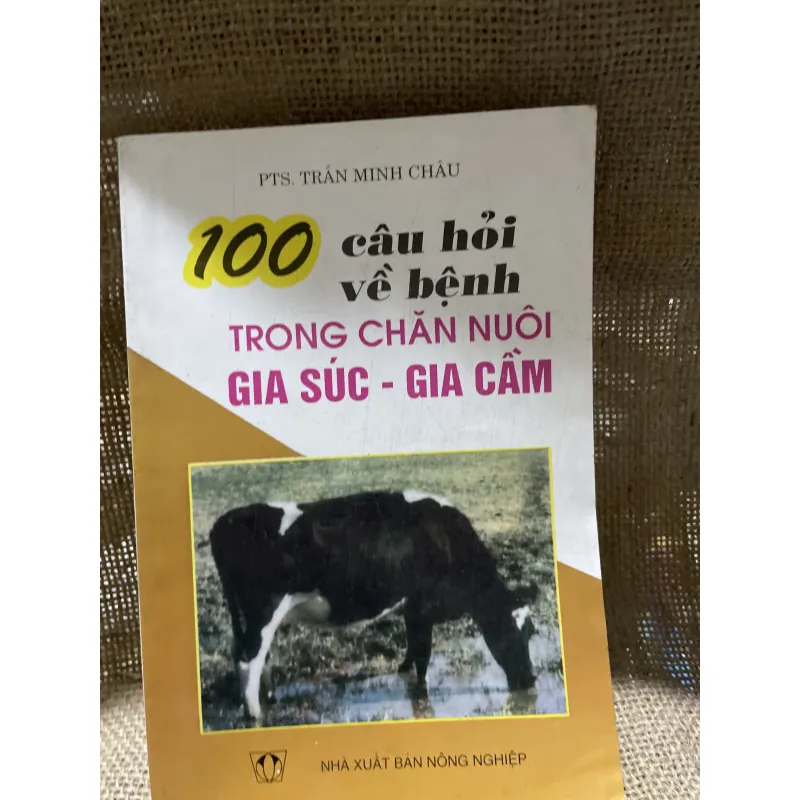 PTS. TRẦN MINH CHÂU
100 câu hỏi
về bệnh
TRONG CHĂN NUÔI
GIA SÚC - GIA CẦM
NHÀ XUẤT BẢN NÔNG NGHIỆP